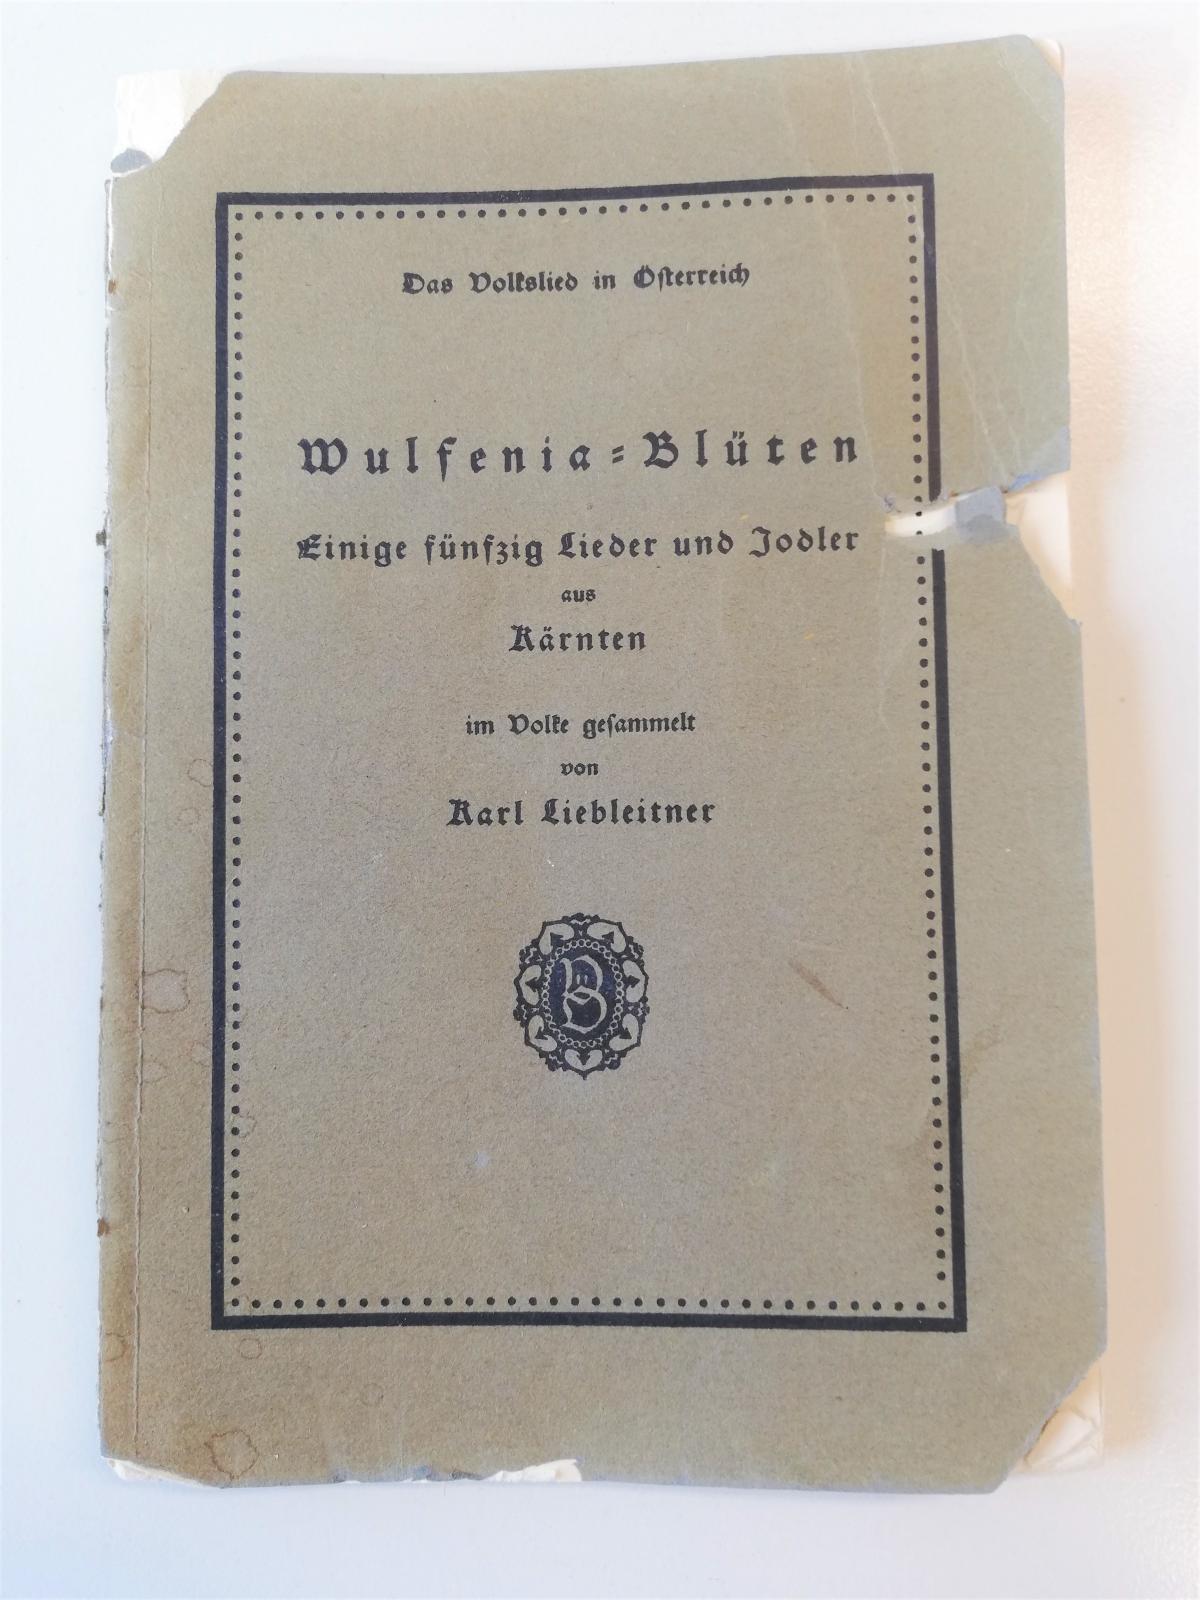 Das Volkslied in Österreich
Wulfenia=Blüten
Einige fünfzig Lieder und Jodler
aus
Kärnten
im Volke gesammelt
von
Karl Liebleitner
B